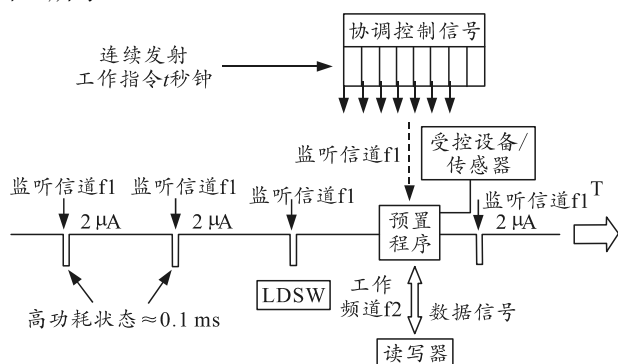 协调控制信号
连续发射
工作指令t秒钟
监听信道f1
受控设备/
传感器
监听信道f1
监听信道f1
监听信道f1
监听信道f1
T
2 μA
2 μA
2 μA
预置
程序
高功耗状态≈0.1 ms
LDSW
工作
频道f2
数据信号
读写器